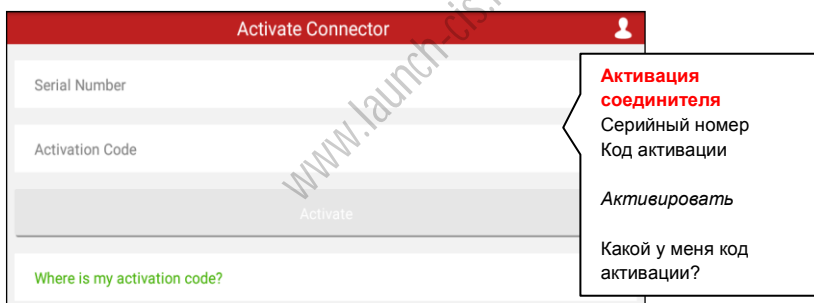 Activate Connector
Serial Number
Activation Code
Activate
Where is my activation code?
Активация
соединителя
Серийный номер
Код активации
Активировать
Какой у меня код
активации?